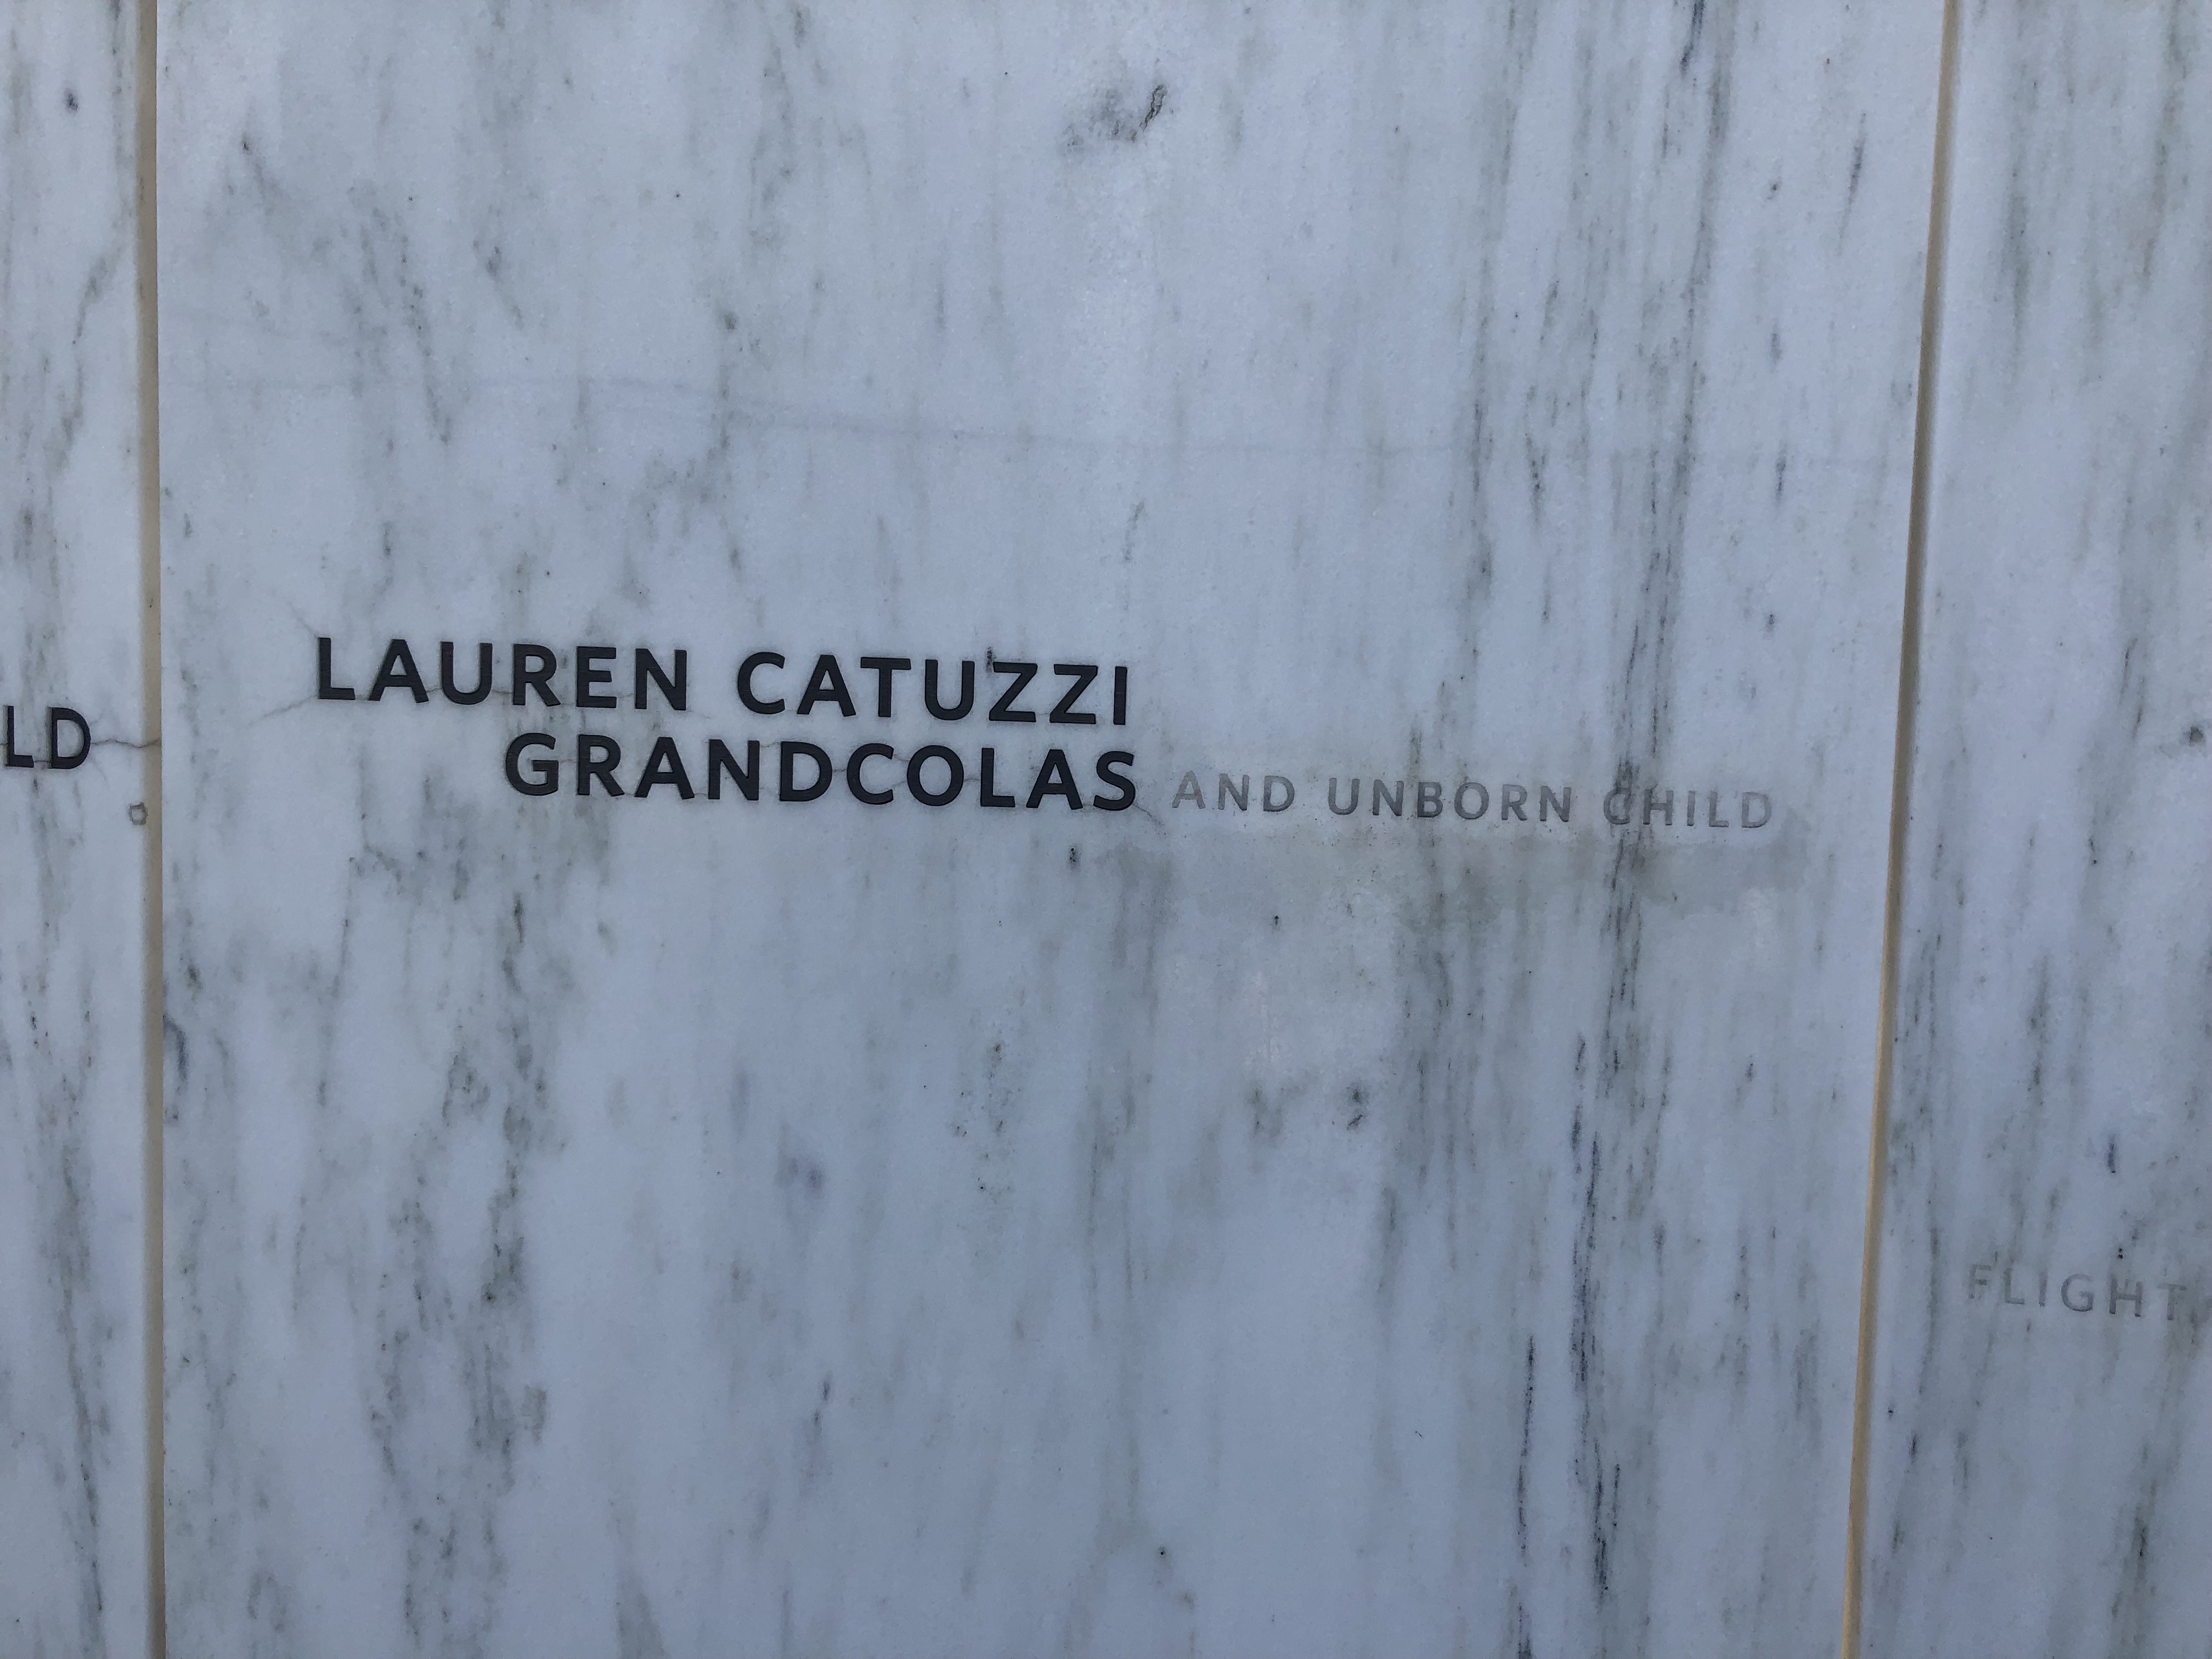 LD
LAUREN CATUZZI
GRANDCOLAS AND UNBORN CHILD
FLIGHT